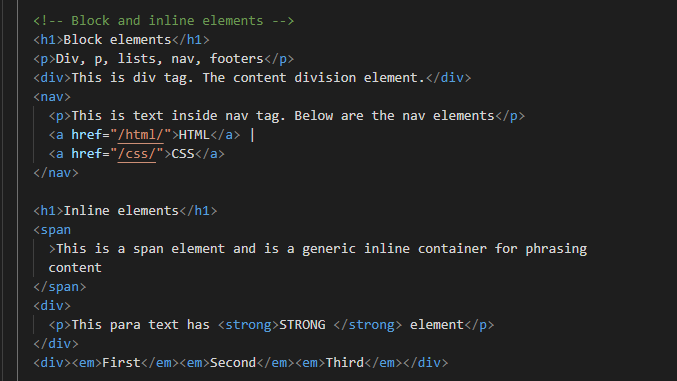 <!-- Block and inline elements -->
<h1>Block elements</h1>
<p>Div, p, lists, nav, footers</p>
<div>This is div tag. The content division element.</div>
<nav>
  <p>This is text inside nav tag. Below are the nav elements</p>
  <a href="/html/">HTML</a> |
  <a href="/css/">CSS</a>
</nav>

<h1>Inline elements</h1>
<span
  >This is a span element and is a generic inline container for phrasing
  content
</span>
<div>
  <p>This para text has <strong>STRONG </strong> element</p>
</div>
<div><em>First</em><em>Second</em><em>Third</em></div>